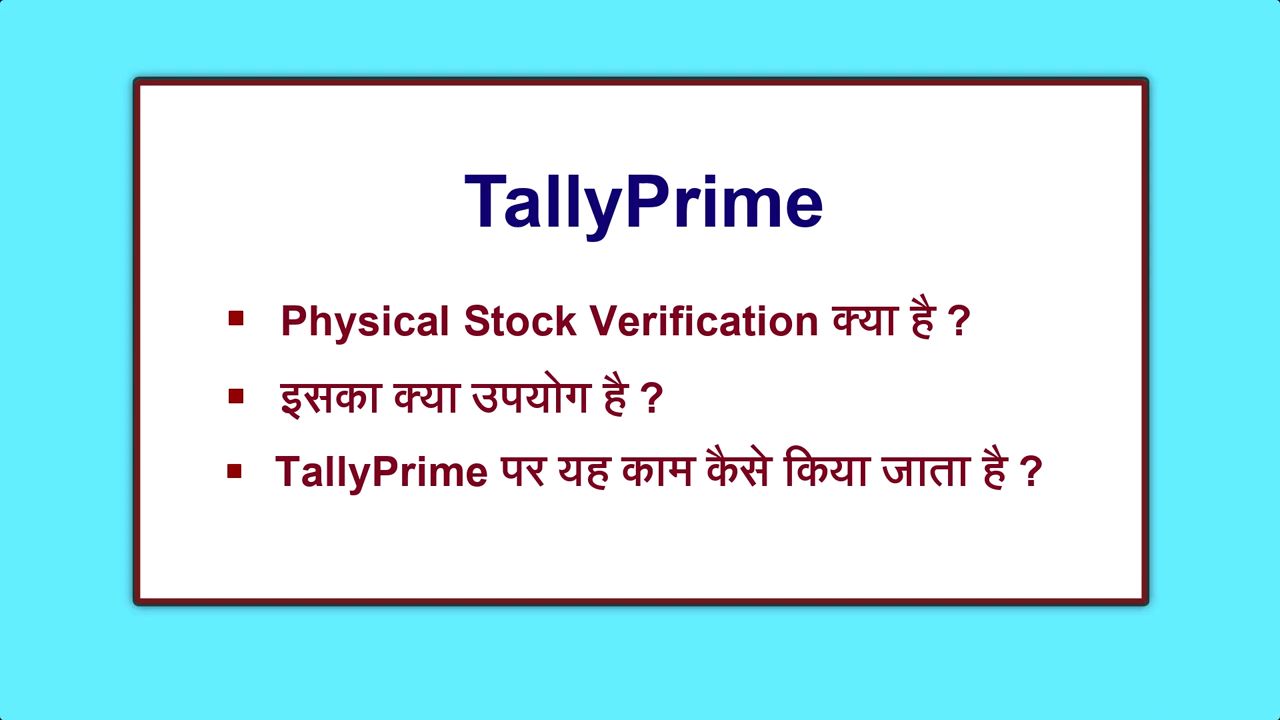 TallyPrime
▪ Physical Stock Verification क्या है ?
▪ इसका क्या उपयोग है ?
▪ TallyPrime पर यह काम कैसे किया जाता है ?